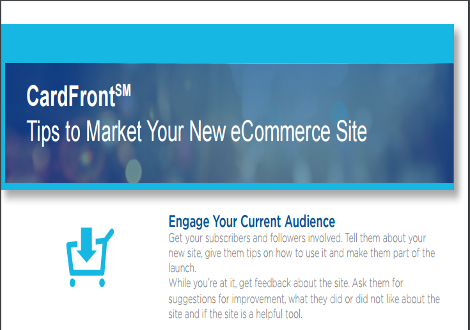 CardFront℠
Tips to Market Your New eCommerce Site
Engage Your Current Audience
Get your subscribers and followers involved. Tell them about your
new site, give them tips on how to use it and make them part of the
launch.
While you're at it, get feedback about the site. Ask them for
suggestions for improvement, what they did or did not like about the
site and if the site is a helpful tool.